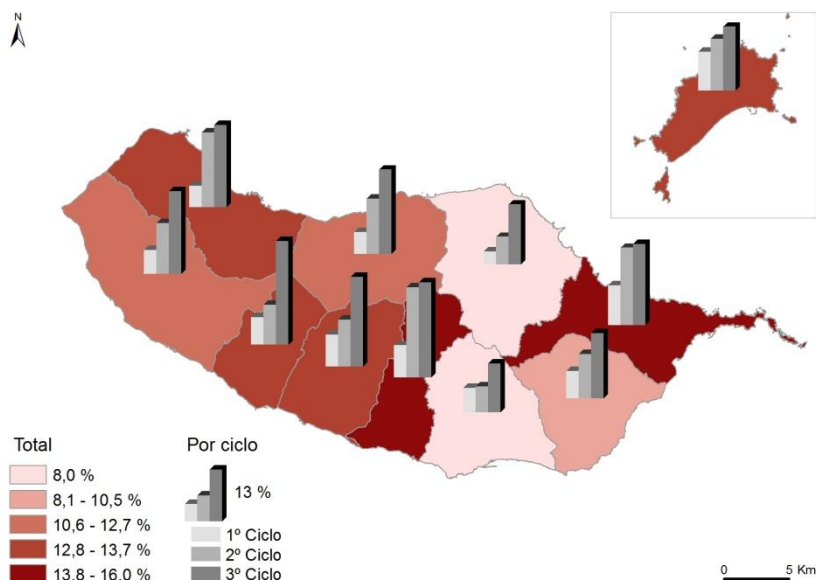 N
Total
8,0 %
8,1 - 10,5 %
10,6 - 12,7 %
12,8 - 13,7 %
13,8 - 16,0 %
Por ciclo
13 %
1º Ciclo
2º Ciclo
3º Ciclo
0 5 Km